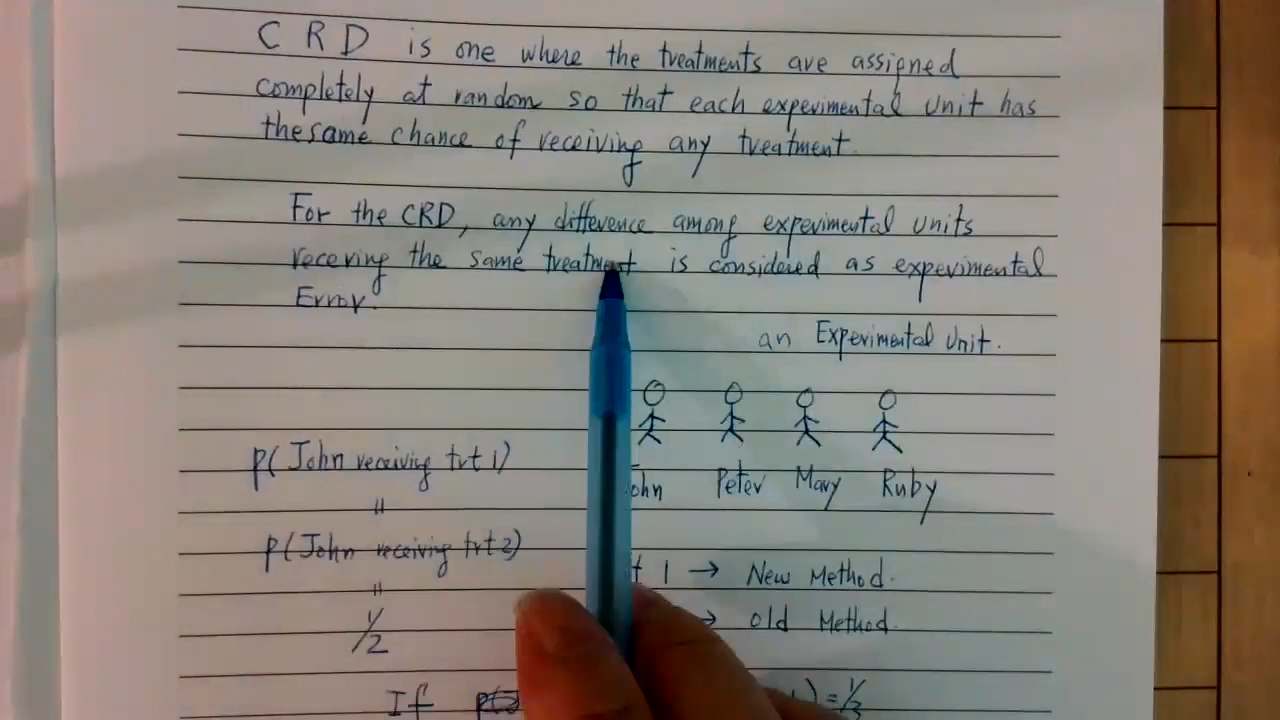 CRD is one where the treatments are assigned
completely at random so that each experimental Unit has
the same chance of receiving any treatment.
For the CRD, any difference among experimental units
receving the same treatment is considered as experimental
Error.
an Experimental Unit.
ohn Peter Mary Ruby
P( John receiving trt 1)
"
P( John receiving trt 2)
"
1/2
t 1 → New Method.
→ old Method.
If ) = 1/3